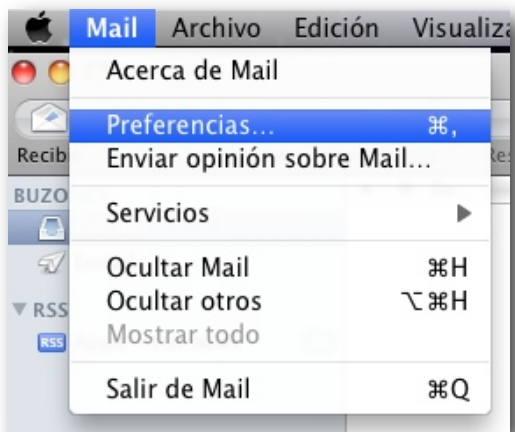 Mail Archivo Edición Visualiza
Acerca de Mail
Preferencias... ⌘,
Recib
Enviar opinión sobre Mail...
BUZO
Servicios
Ocultar Mail ⌘H
RSS
Ocultar otros ⌥⌘H
RSS
Mostrar todo
Salir de Mail ⌘Q